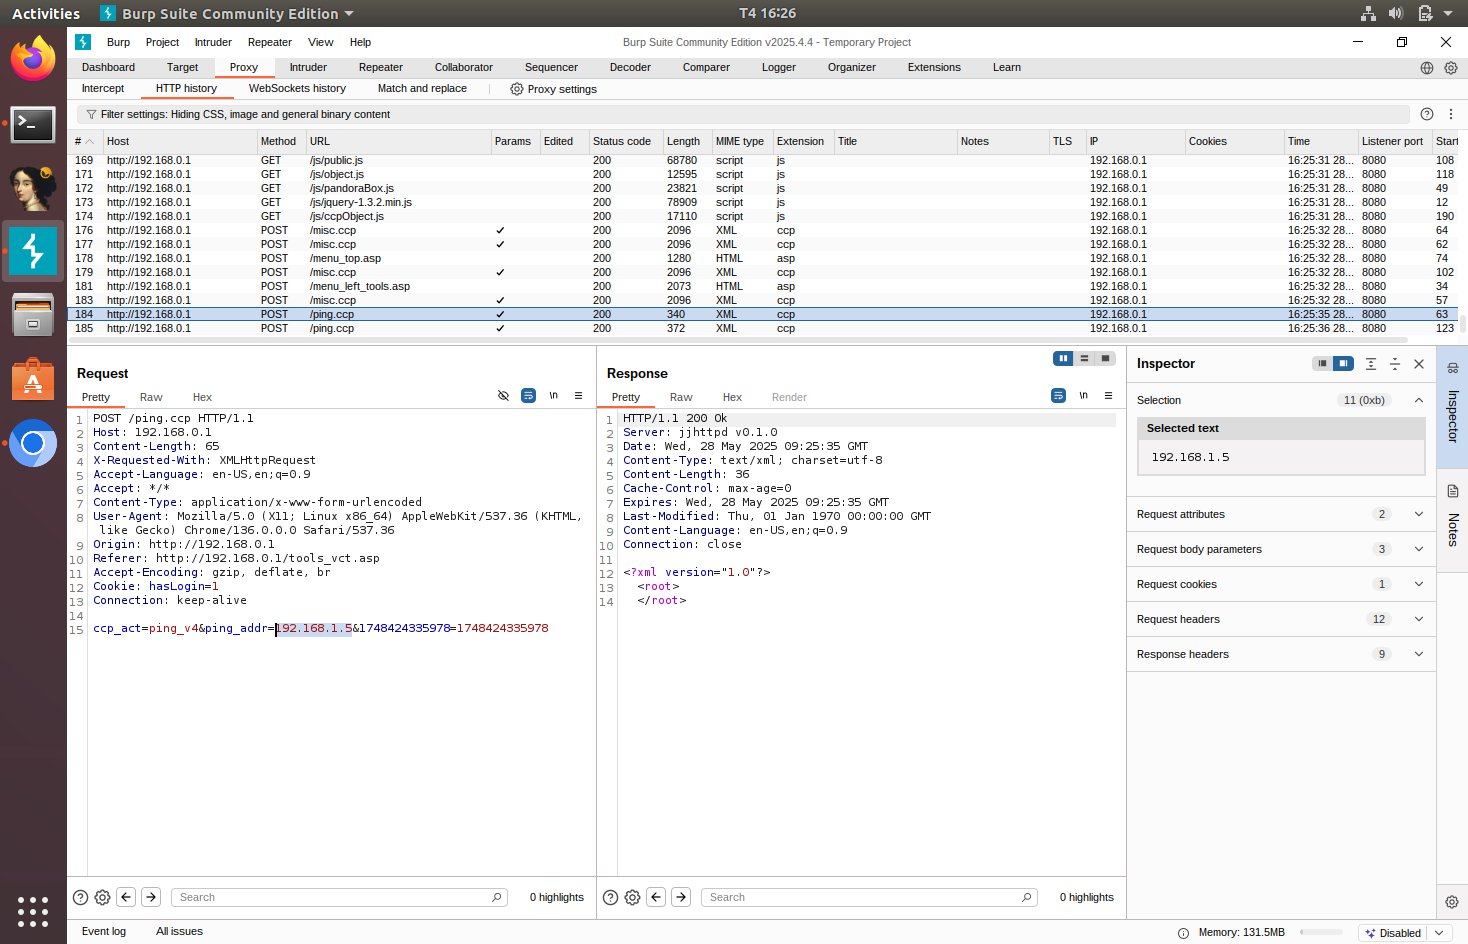 Activities
Burp Suite Community Edition
T4 16:26
Burp Project Intruder Repeater View Help
Burp Suite Community Edition v2025.4.4 - Temporary Project
Dashboard Target Proxy Intruder Repeater Collaborator Sequencer Decoder Comparer Logger Organizer Extensions Learn
Intercept HTTP history WebSockets history Match and replace Proxy settings
Filter settings: Hiding CSS, image and general binary content
# Host Method URL Params Edited Status code Length MIME type Extension Title Notes TLS IP Cookies Time Listener port Start
169 http://192.168.0.1 GET /js/public.js 200 68780 script js 192.168.0.1 16:25:31 28... 8080 108
171 http://192.168.0.1 GET /js/object.js 200 12595 script js 192.168.0.1 16:25:31 28... 8080 118
172 http://192.168.0.1 GET /js/pandoraBox.js 200 23821 script js 192.168.0.1 16:25:31 28... 8080 49
173 http://192.168.0.1 GET /js/jquery-1.3.2.min.js 200 78909 script js 192.168.0.1 16:25:31 28... 8080 12
174 http://192.168.0.1 GET /js/ccpObject.js 200 17110 script js 192.168.0.1 16:25:31 28... 8080 190
176 http://192.168.0.1 POST /misc.ccp ✓ 200 2096 XML ccp 192.168.0.1 16:25:32 28... 8080 64
177 http://192.168.0.1 POST /misc.ccp ✓ 200 2096 XML ccp 192.168.0.1 16:25:32 28... 8080 62
178 http://192.168.0.1 POST /menu_top.asp 200 1280 HTML asp 192.168.0.1 16:25:32 28... 8080 74
179 http://192.168.0.1 POST /misc.ccp ✓ 200 2096 XML ccp 192.168.0.1 16:25:32 28... 8080 102
181 http://192.168.0.1 POST /menu_left_tools.asp 200 2073 HTML asp 192.168.0.1 16:25:32 28... 8080 34
183 http://192.168.0.1 POST /misc.ccp ✓ 200 2096 XML ccp 192.168.0.1 16:25:32 28... 8080 57
184 http://192.168.0.1 POST /ping.ccp ✓ 200 340 XML ccp 192.168.0.1 16:25:35 28... 8080 63
185 http://192.168.0.1 POST /ping.ccp ✓ 200 372 XML ccp 192.168.0.1 16:25:36 28... 8080 123
Request
Pretty Raw Hex \n
1 POST /ping.ccp HTTP/1.1
2 Host: 192.168.0.1
3 Content-Length: 65
4 X-Requested-With: XMLHttpRequest
5 Accept-Language: en-US,en;q=0.9
6 Accept: */*
7 Content-Type: application/x-www-form-urlencoded
8 User-Agent: Mozilla/5.0 (X11; Linux x86_64) AppleWebKit/537.36 (KHTML,
like Gecko) Chrome/136.0.0.0 Safari/537.36
9 Origin: http://192.168.0.1
10 Referer: http://192.168.0.1/tools_vct.asp
11 Accept-Encoding: gzip, deflate, br
12 Cookie: hasLogin=1
13 Connection: keep-alive
14
15 ccp_act=ping_v4&ping_addr=192.168.1.5&1748424335978=1748424335978
Search
0 highlights
Response
Pretty Raw Hex Render \n
1 HTTP/1.1 200 Ok
2 Server: jjhttpd v0.1.0
3 Date: Wed, 28 May 2025 09:25:35 GMT
4 Content-Type: text/xml; charset=utf-8
5 Content-Length: 36
6 Cache-Control: max-age=0
7 Expires: Wed, 28 May 2025 09:25:35 GMT
8 Last-Modified: Thu, 01 Jan 1970 00:00:00 GMT
9 Content-Language: en-US,en;q=0.9
10 Connection: close
11
12 <?xml version="1.0"?>
13 <root>
14 </root>
Search
0 highlights
Inspector
Selection 11 (0xb)
Selected text
192.168.1.5
Request attributes 2
Request body parameters 3
Request cookies 1
Request headers 12
Response headers 9
Inspector
Notes
Event log All issues
Memory: 131.5MB
Disabled